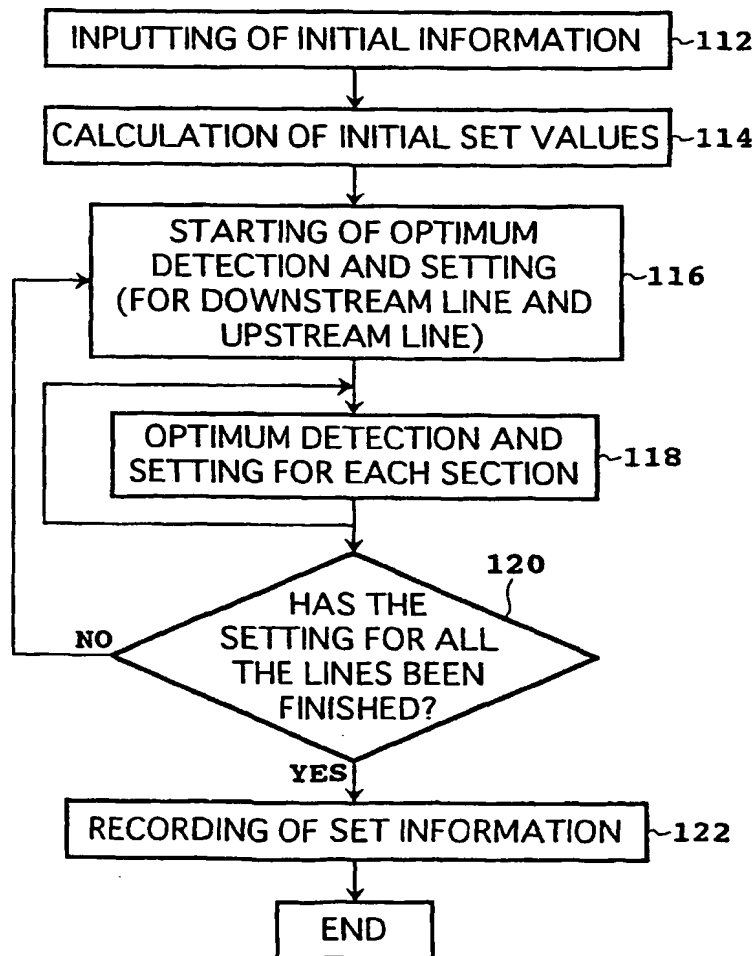 INPUTTING OF INITIAL INFORMATION
112
CALCULATION OF INITIAL SET VALUES
114
STARTING OF OPTIMUM
DETECTION AND SETTING
(FOR DOWNSTREAM LINE AND
UPSTREAM LINE)
116
OPTIMUM DETECTION AND
SETTING FOR EACH SECTION
118
120
HAS THE
SETTING FOR ALL
THE LINES BEEN
FINISHED?
NO
YES
RECORDING OF SET INFORMATION
122
END